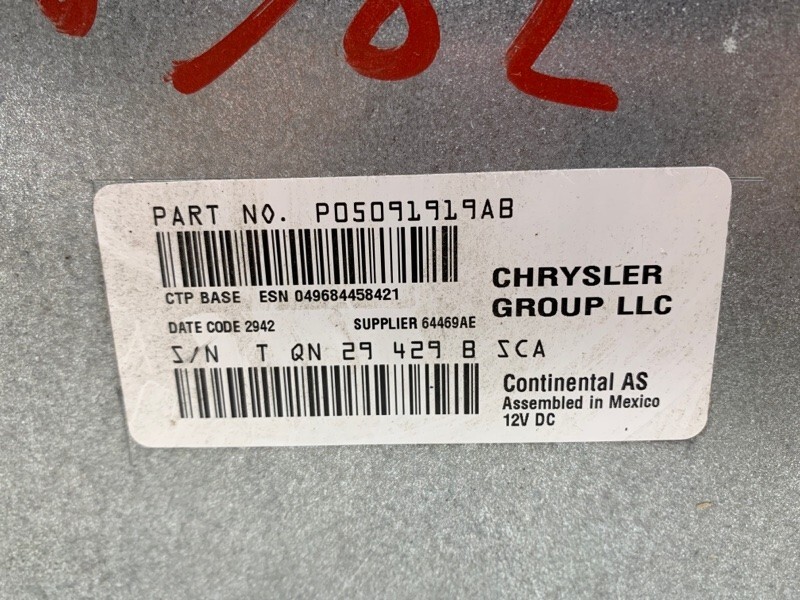 PART NO. P05091919AB
CTP BASE ESN 049684458421
CHRYSLER
GROUP LLC
DATE CODE 2942 SUPPLIER 64469AE
S/N T QN 29 429 B SCA
Continental AS
Assembled in Mexico
12V DC